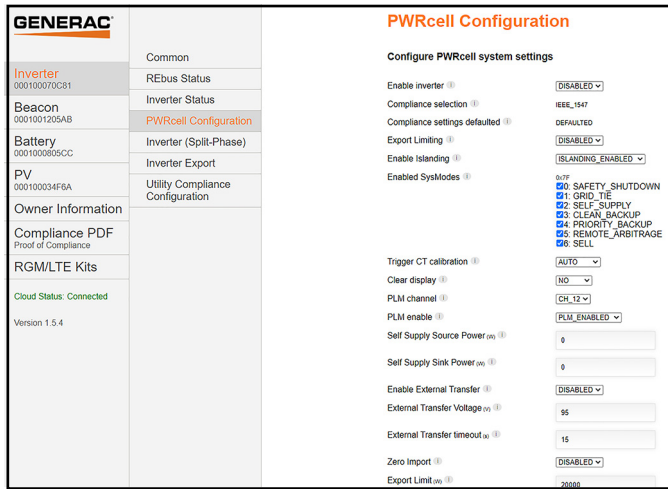 GENERAC
Inverter
000100070C81
Beacon
0001001205AB
Battery
0001000805CC
PV
000100034F6A
Owner Information
Compliance PDF
Proof of Compliance
RGM/LTE Kits
Cloud Status: Connected
Version 1.5.4
Common
REbus Status
Inverter Status
PWRcell Configuration
Inverter (Split-Phase)
Inverter Export
Utility Compliance
Configuration
PWRcell Configuration
Configure PWRcell system settings
Enable inverter DISABLED
Compliance selection IEEE_1547
Compliance settings defaulted DEFAULTED
Export Limiting DISABLED
Enable Islanding ISLANDING_ENABLED
Enabled SysModes 0x7F
0: SAFETY_SHUTDOWN
1: GRID_TIE
2: SELF_SUPPLY
3: CLEAN_BACKUP
4: PRIORITY_BACKUP
5: REMOTE_ARBITRAGE
6: SELL
Trigger CT calibration AUTO
Clear display NO
PLM channel CH_12
PLM enable PLM_ENABLED
Self Supply Source Power (W) 0
Self Supply Sink Power (W) 0
Enable External Transfer DISABLED
External Transfer Voltage (V) 95
External Transfer timeout (s) 15
Zero Import DISABLED
Export Limit (W) 20000